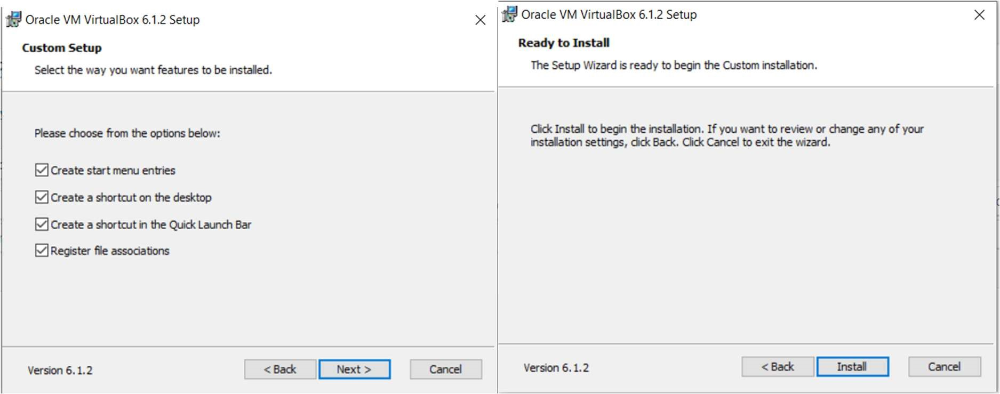 Oracle VM VirtualBox 6.1.2 Setup
Custom Setup
Select the way you want features to be installed.
Please choose from the options below:
Create start menu entries
Create a shortcut on the desktop
Create a shortcut in the Quick Launch Bar
Register file associations
Version 6.1.2
< Back
Next >
Cancel
Oracle VM VirtualBox 6.1.2 Setup
Ready to Install
The Setup Wizard is ready to begin the Custom installation.
Click Install to begin the installation. If you want to review or change any of your
installation settings, click Back. Click Cancel to exit the wizard.
Version 6.1.2
< Back
Install
Cancel